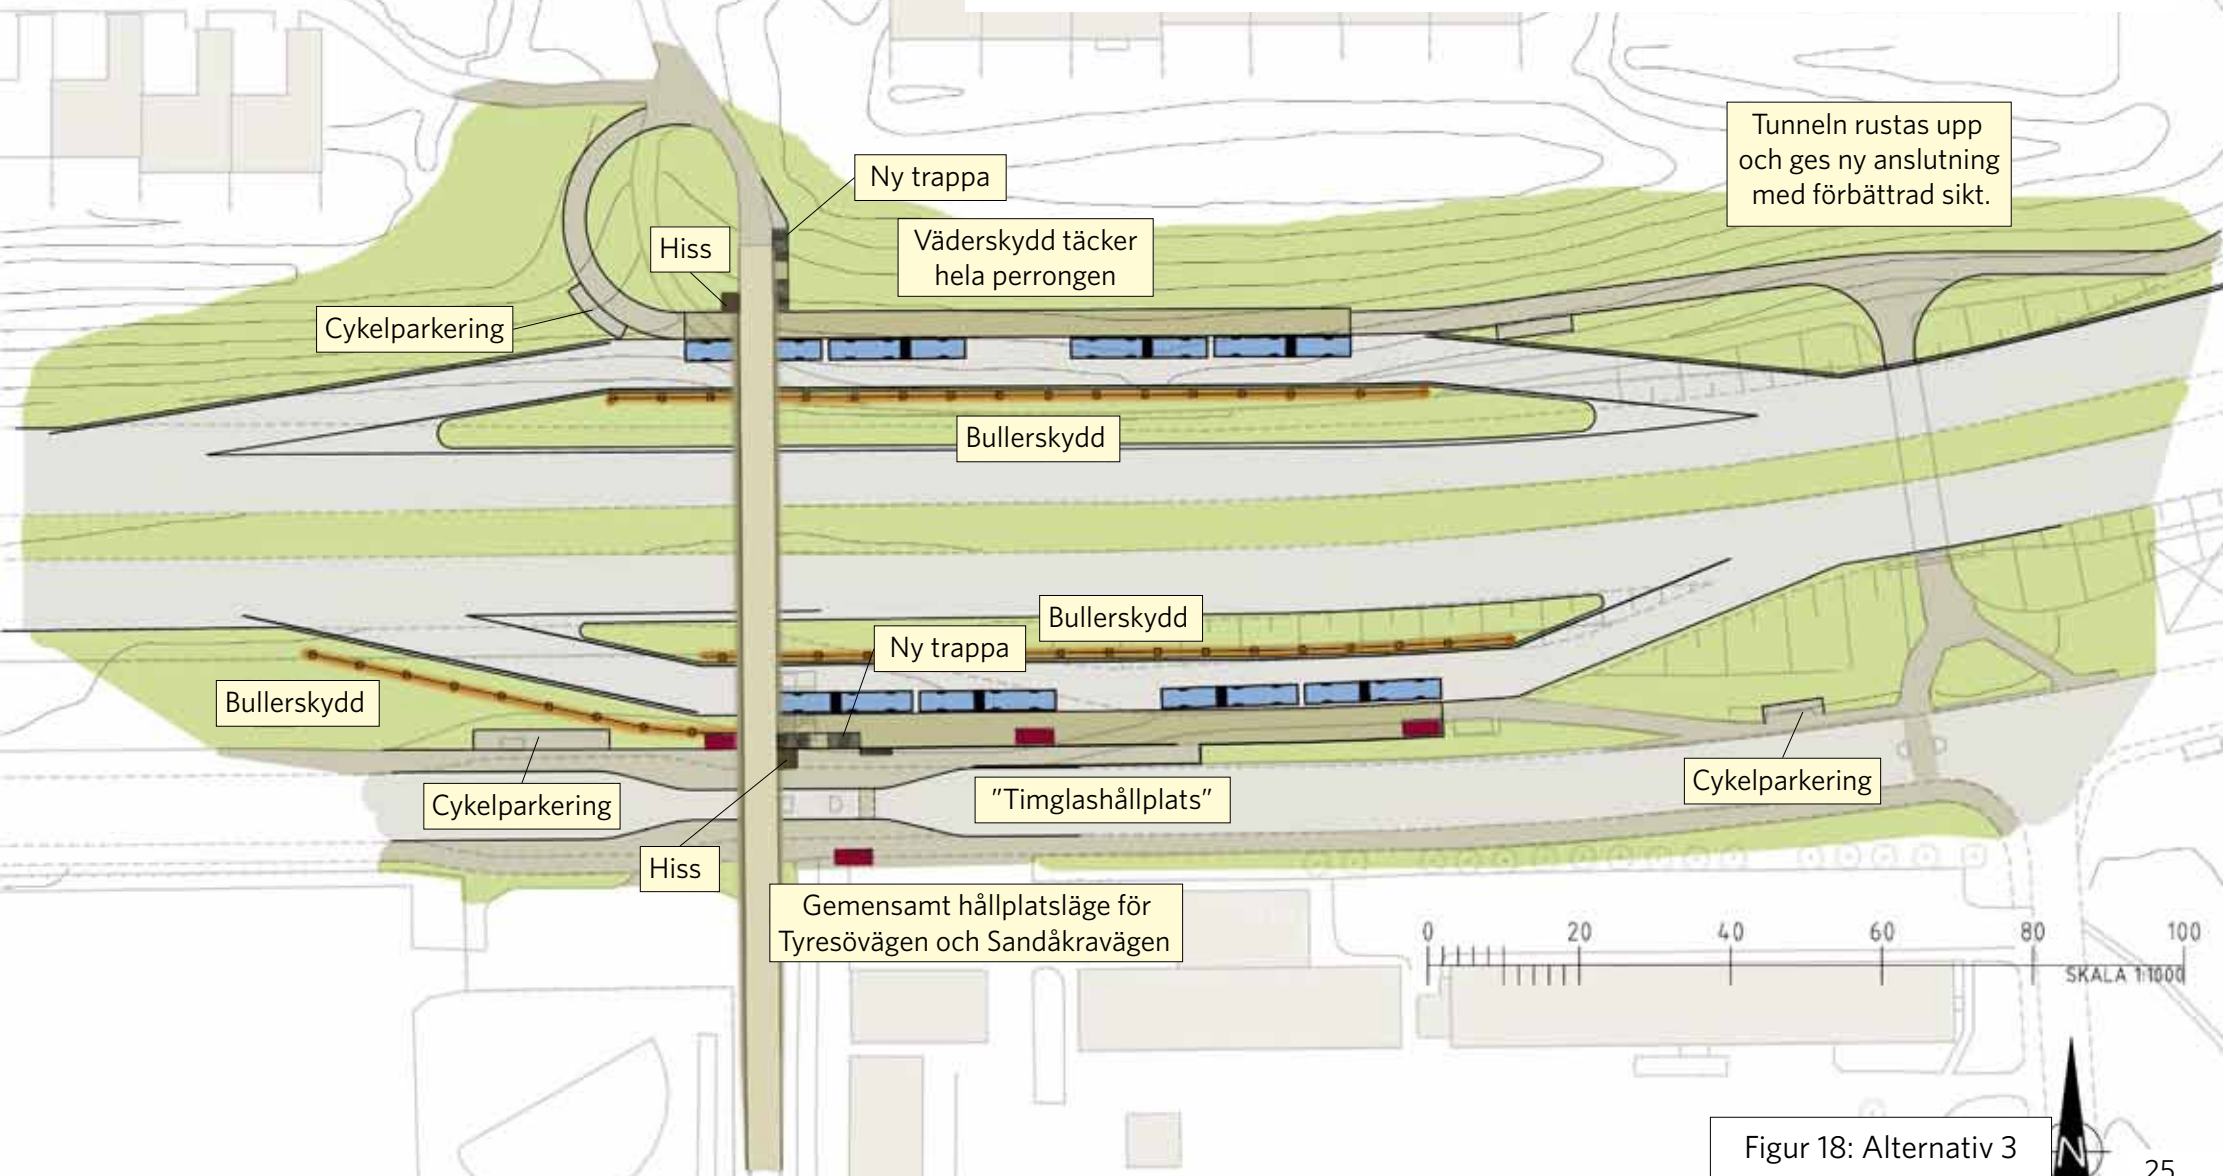 Tunneln rustas upp
och ges ny anslutning
med förbättrad sikt.
Ny trappa
Hiss
Väderskydd täcker
hela perrongen
Cykelparkering
Bullerskydd
Bullerskydd
Ny trappa
Bullerskydd
Cykelparkering
"Timglashållplats"
Cykelparkering
Hiss
Gemensamt hållplatsläge för
Tyresövägen och Sandåkravägen
0 20 40 60 80 100
SKALA 1:1000
Figur 18: Alternativ 3
N
25